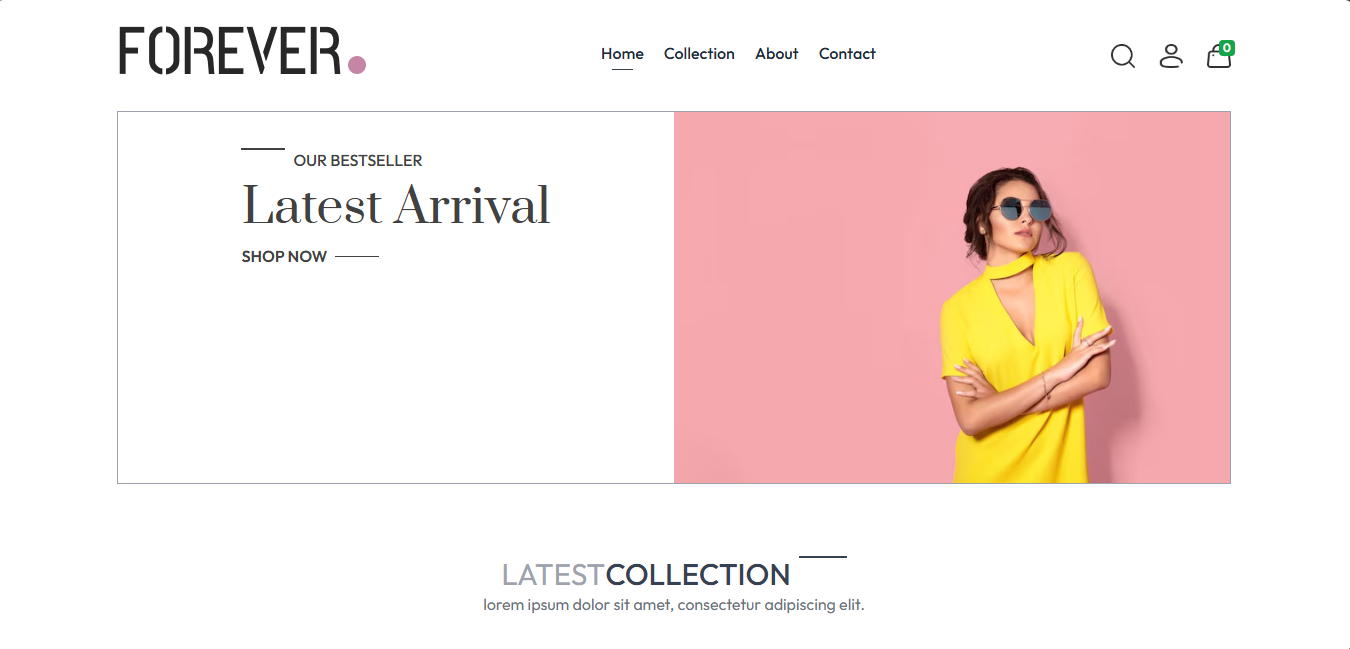 FOREVER.
Home Collection About Contact
0
OUR BESTSELLER
Latest Arrival
SHOP NOW
LATESTCOLLECTION
lorem ipsum dolor sit amet, consectetur adipiscing elit.